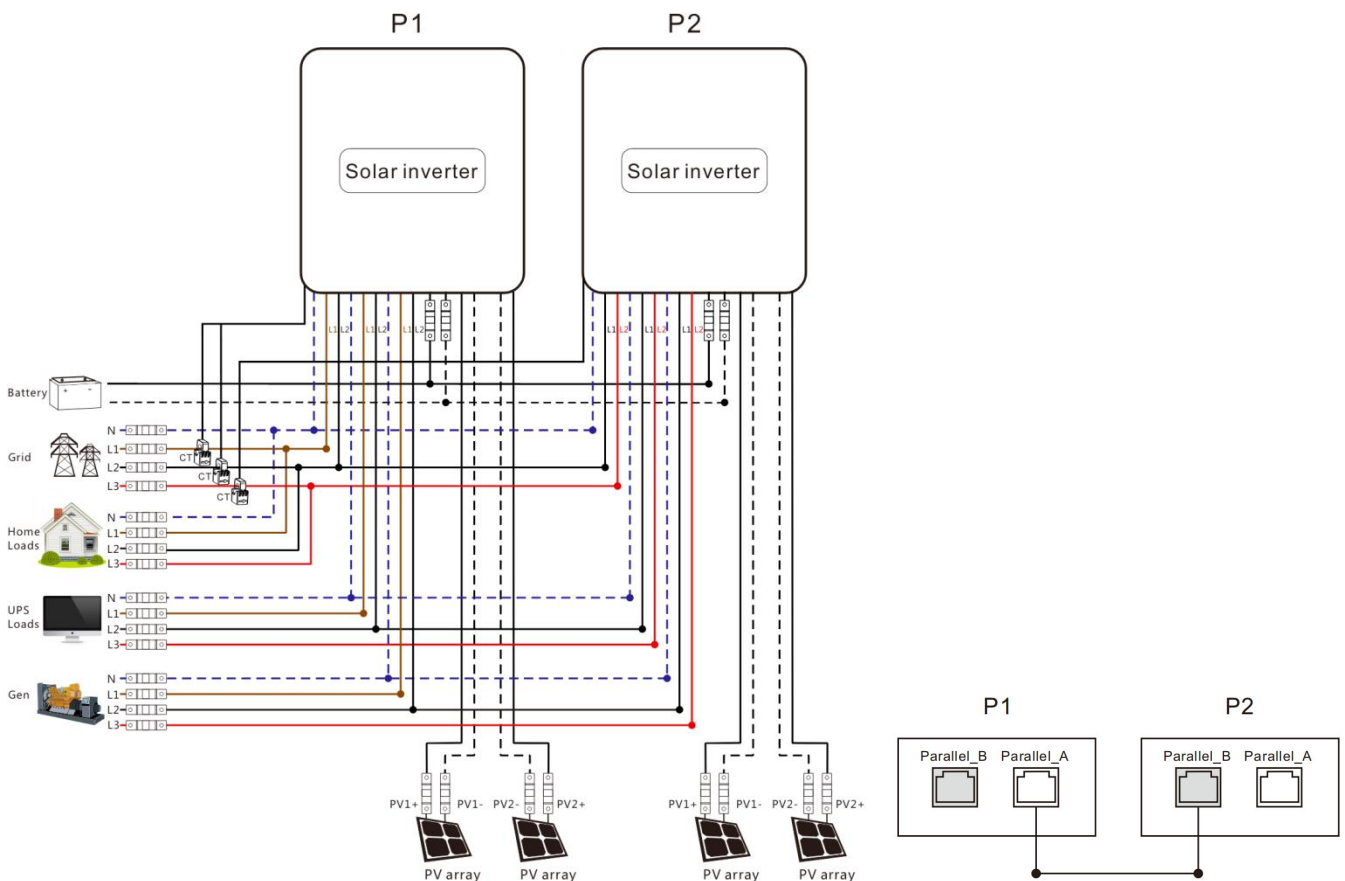 P1 P2
Solar inverter Solar inverter
L1 L2 L1 L2 L1 L2 L1 L2 L1 L2 L1 L2
Battery
N
Grid
L1
CT
L2
CT
L3
CT
N
Home
Loads
L1
L2
L3
N
UPS
Loads
L1
L2
L3
N
Gen
L1
L2
L3
PV1+ PV1- PV2- PV2+ PV1+ PV1- PV2- PV2+
PV array PV array PV array PV array
P1 P2
Parallel_B Parallel_A Parallel_B Parallel_A